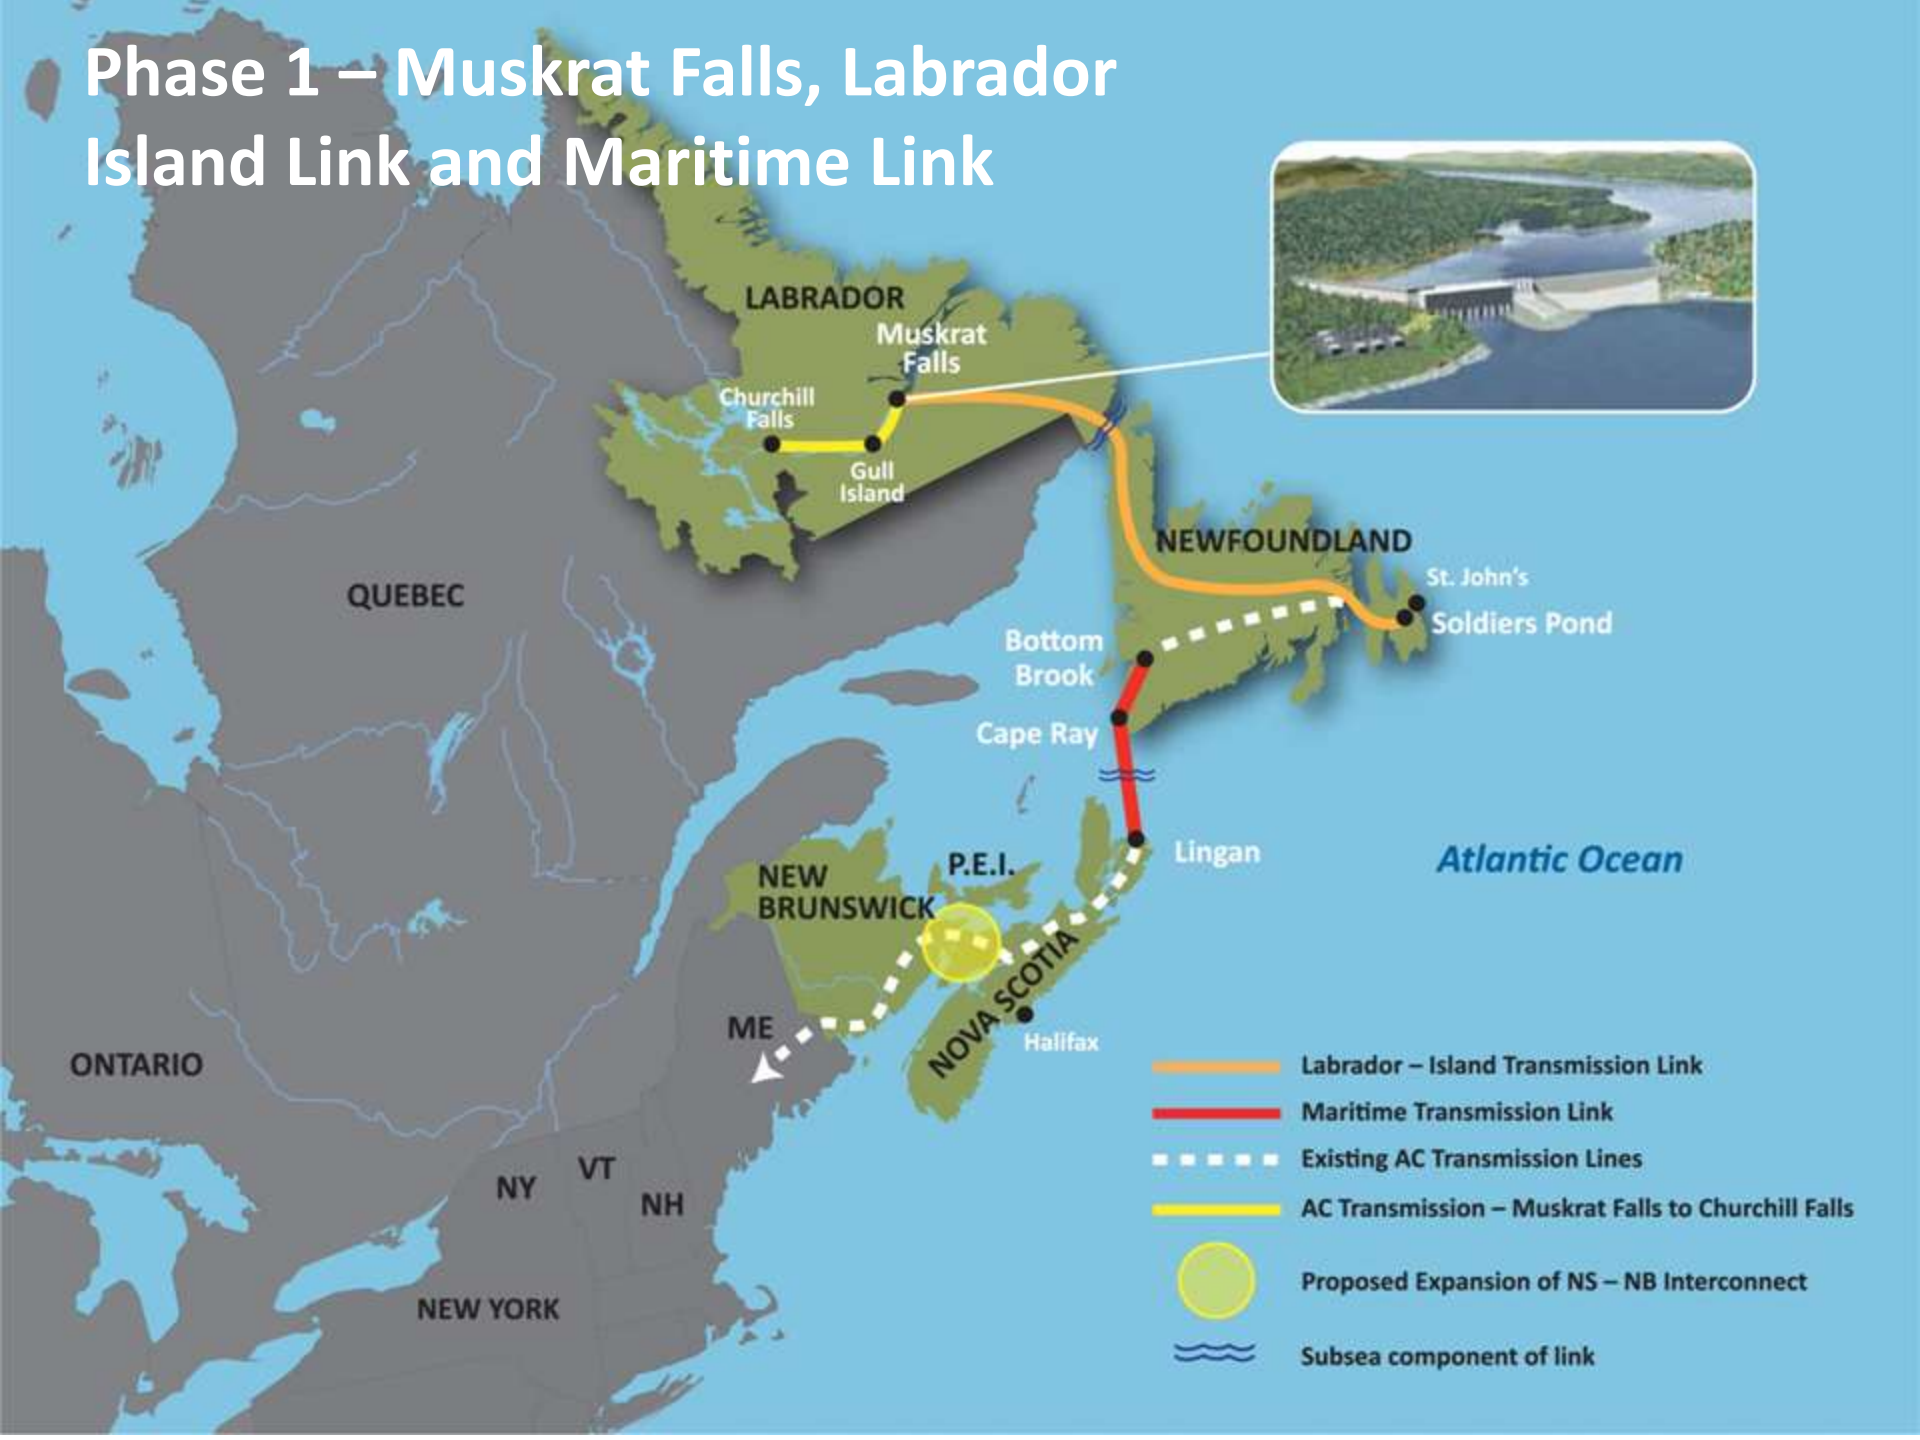 Phase 1 – Muskrat Falls, Labrador
Island Link and Maritime Link
LABRADOR
Muskrat
Falls
Churchill
Falls
Gull
Island
NEWFOUNDLAND
St. John's
Soldiers Pond
QUEBEC
Bottom
Brook
Cape Ray
Lingan
Atlantic Ocean
P.E.I.
NEW
BRUNSWICK
NOVA SCOTIA
Halifax
ME
ONTARIO
NY
VT
NH
NEW YORK
Labrador – Island Transmission Link
Maritime Transmission Link
Existing AC Transmission Lines
AC Transmission – Muskrat Falls to Churchill Falls
Proposed Expansion of NS – NB Interconnect
Subsea component of link